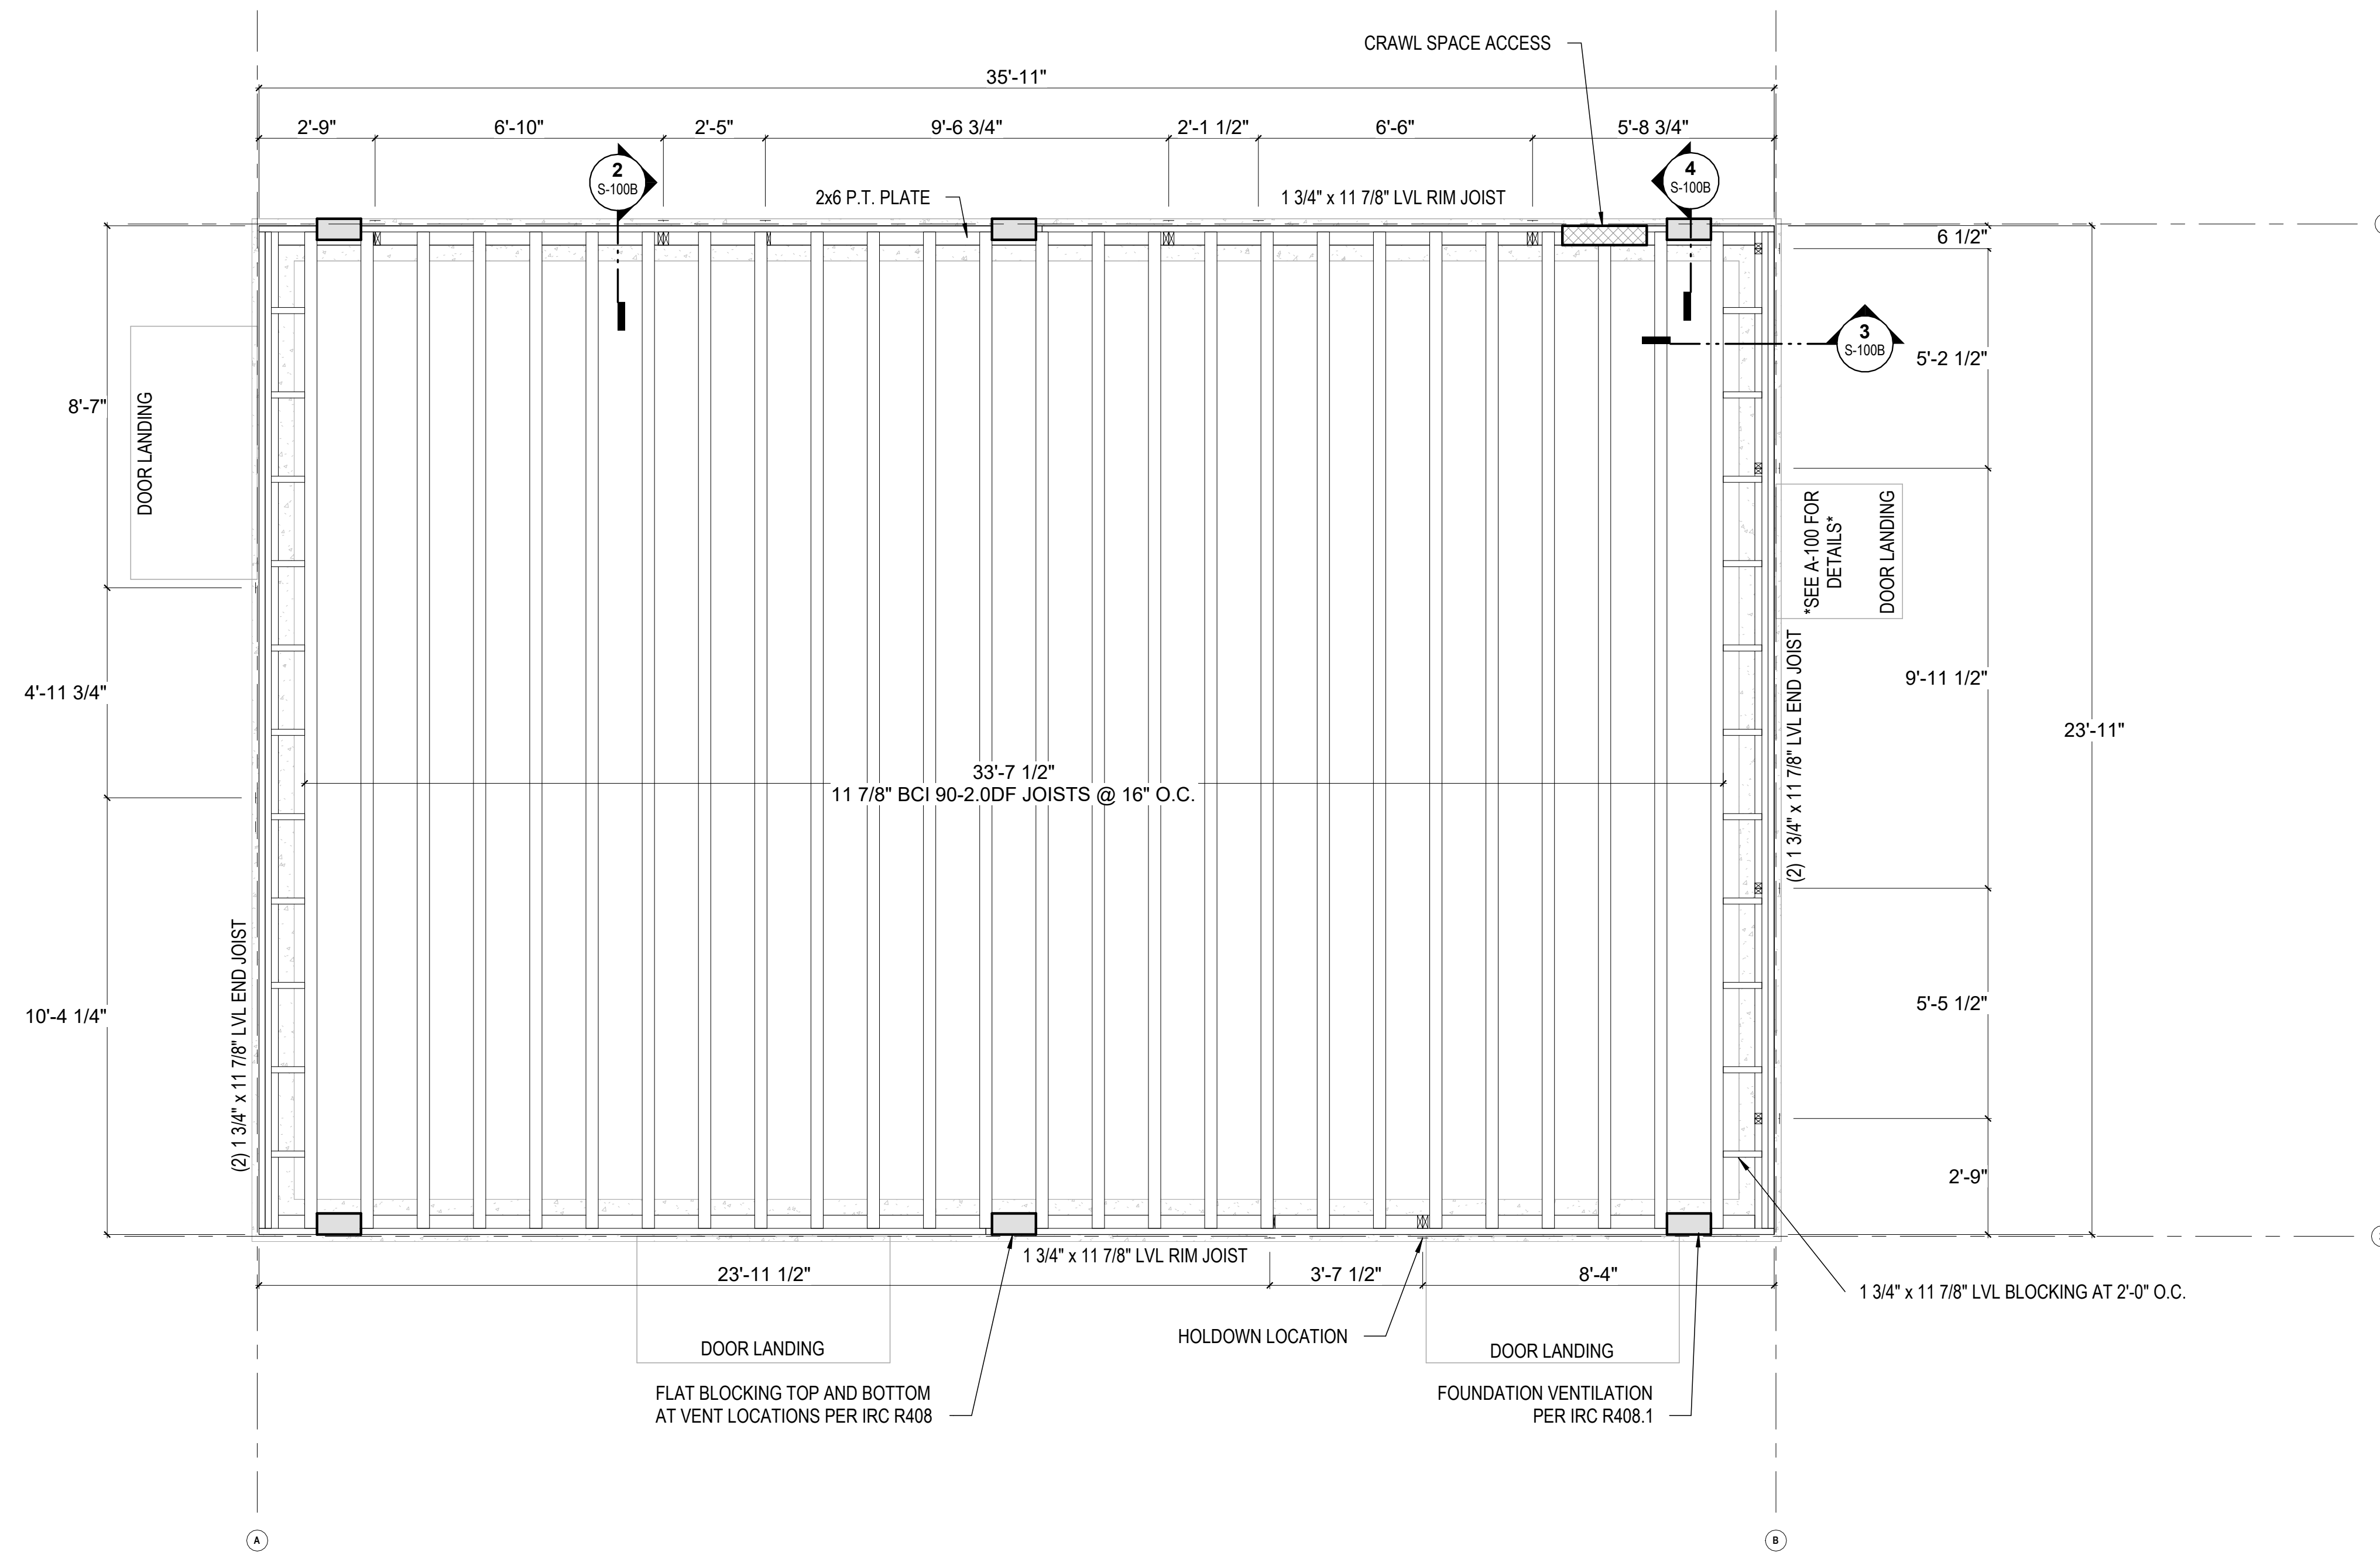 CRAWL SPACE ACCESS
35'-11"
2'-9"
6'-10"
2'-5"
9'-6 3/4"
2'-1 1/2"
6'-6"
5'-8 3/4"
2
S-100B
4
S-100B
2x6 P.T. PLATE
1 3/4" x 11 7/8" LVL RIM JOIST
6 1/2"
3
S-100B
5'-2 1/2"
8'-7"
DOOR LANDING
*SEE A-100 FOR
DETAILS*
DOOR LANDING
4'-11 3/4"
9'-11 1/2"
23'-11"
(2) 1 3/4" x 11 7/8" LVL END JOIST
33'-7 1/2"
11 7/8" BCI 90-2.0DF JOISTS @ 16" O.C.
10'-4 1/4"
(2) 1 3/4" x 11 7/8" LVL END JOIST
5'-5 1/2"
2'-9"
1 3/4" x 11 7/8" LVL RIM JOIST
23'-11 1/2"
3'-7 1/2"
8'-4"
1 3/4" x 11 7/8" LVL BLOCKING AT 2'-0" O.C.
HOLDOWN LOCATION
DOOR LANDING
DOOR LANDING
FLAT BLOCKING TOP AND BOTTOM
AT VENT LOCATIONS PER IRC R408
FOUNDATION VENTILATION
PER IRC R408.1
A
B